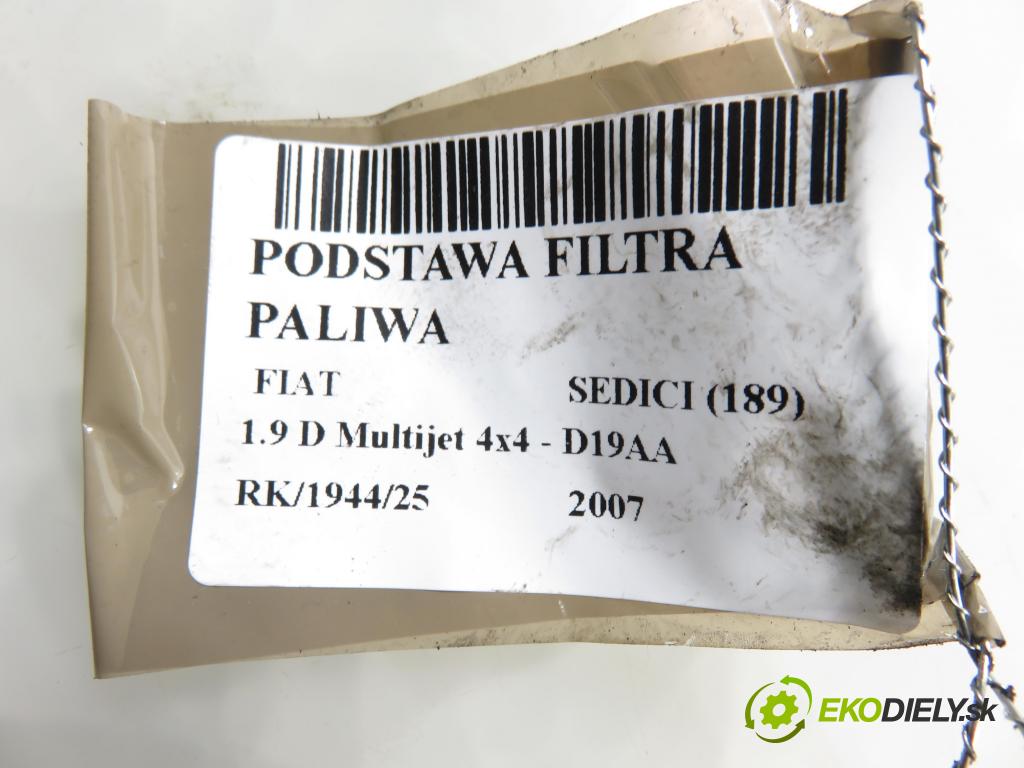 PODSTAWA FILTRA
PALIWA
FIAT SEDICI (189)
1.9 D Multijet 4x4 - D19AA
RK/1944/25 2007
EKODIELY.sk